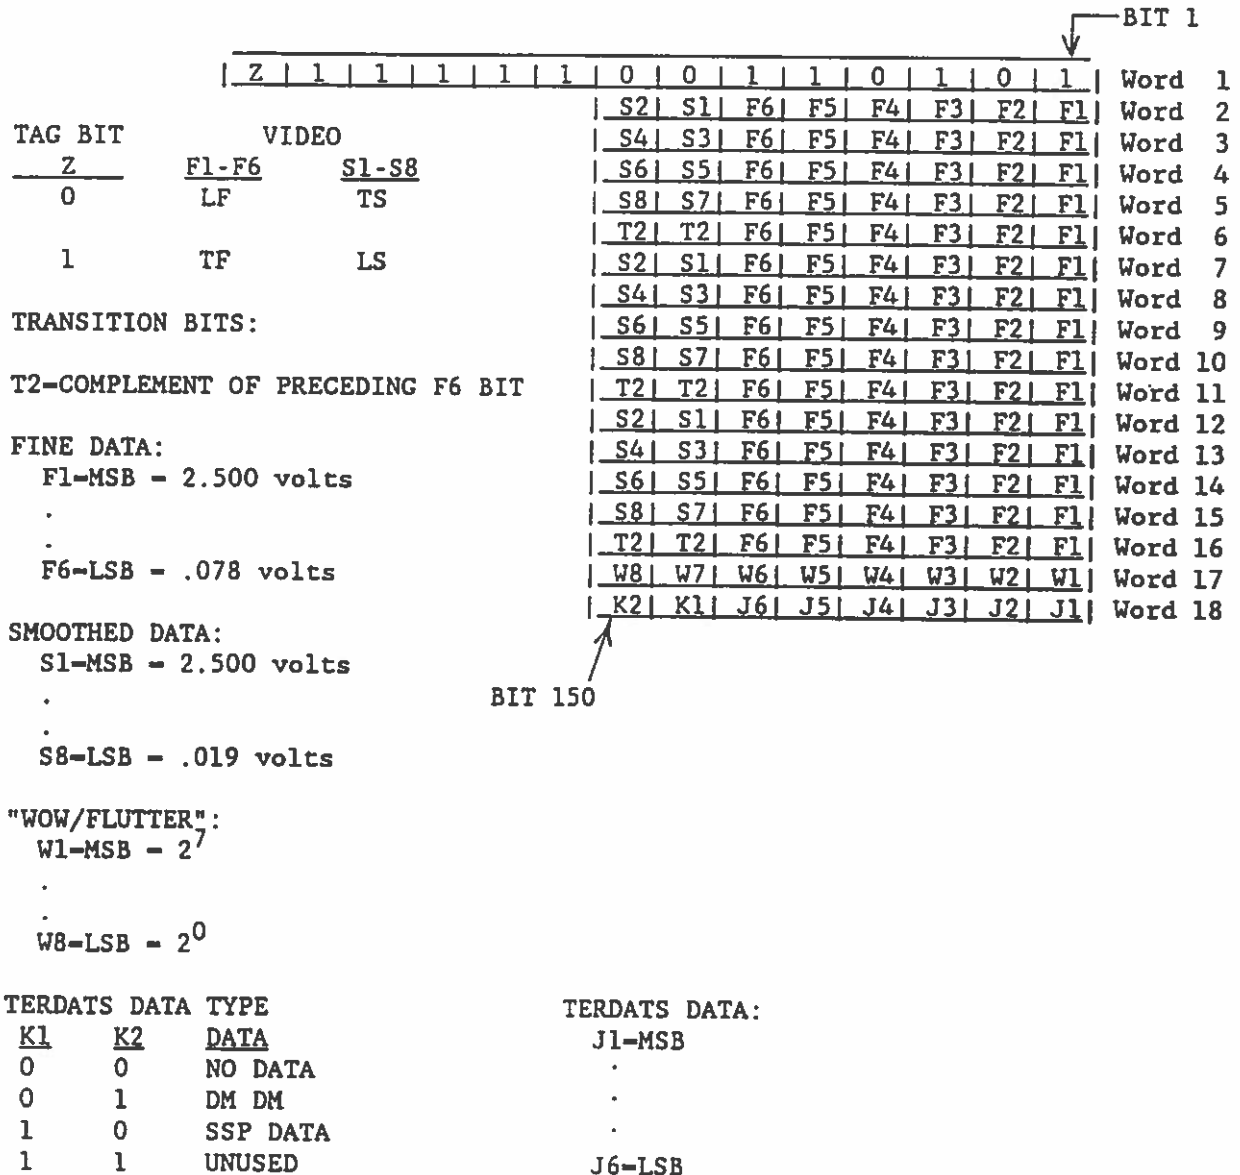 BIT 1
| Z | 1 | 1 | 1 | 1 | 1 | 0 | 0 | 1 | 1 | 0 | 1 | 0 | 1 | Word 1
| S2| S1| F6| F5| F4| F3| F2| F1| Word 2
TAG BIT VIDEO
| S4| S3| F6| F5| F4| F3| F2| F1| Word 3
Z F1-F6 S1-S8
| S6| S5| F6| F5| F4| F3| F2| F1| Word 4
0 LF TS
| S8| S7| F6| F5| F4| F3| F2| F1| Word 5
| T2| T2| F6| F5| F4| F3| F2| F1| Word 6
1 TF LS
| S2| S1| F6| F5| F4| F3| F2| F1| Word 7
| S4| S3| F6| F5| F4| F3| F2| F1| Word 8
TRANSITION BITS:
| S6| S5| F6| F5| F4| F3| F2| F1| Word 9
| S8| S7| F6| F5| F4| F3| F2| F1| Word 10
T2=COMPLEMENT OF PRECEDING F6 BIT
| T2| T2| F6| F5| F4| F3| F2| F1| Word 11
| S2| S1| F6| F5| F4| F3| F2| F1| Word 12
FINE DATA:
| S4| S3| F6| F5| F4| F3| F2| F1| Word 13
F1=MSB = 2.500 volts
| S6| S5| F6| F5| F4| F3| F2| F1| Word 14
.
| S8| S7| F6| F5| F4| F3| F2| F1| Word 15
.
| T2| T2| F6| F5| F4| F3| F2| F1| Word 16
F6=LSB = .078 volts
| W8| W7| W6| W5| W4| W3| W2| W1| Word 17
| K2| K1| J6| J5| J4| J3| J2| J1| Word 18
SMOOTHED DATA:
S1=MSB = 2.500 volts
BIT 150
.
.
S8=LSB = .019 volts
"WOW/FLUTTER":
W1=MSB = 2^7
.
.
W8=LSB = 2^0
TERDATS DATA TYPE
K1 K2 DATA
0 0 NO DATA
0 1 DM DM
1 0 SSP DATA
1 1 UNUSED
TERDATS DATA:
J1=MSB
.
.
.
J6=LSB